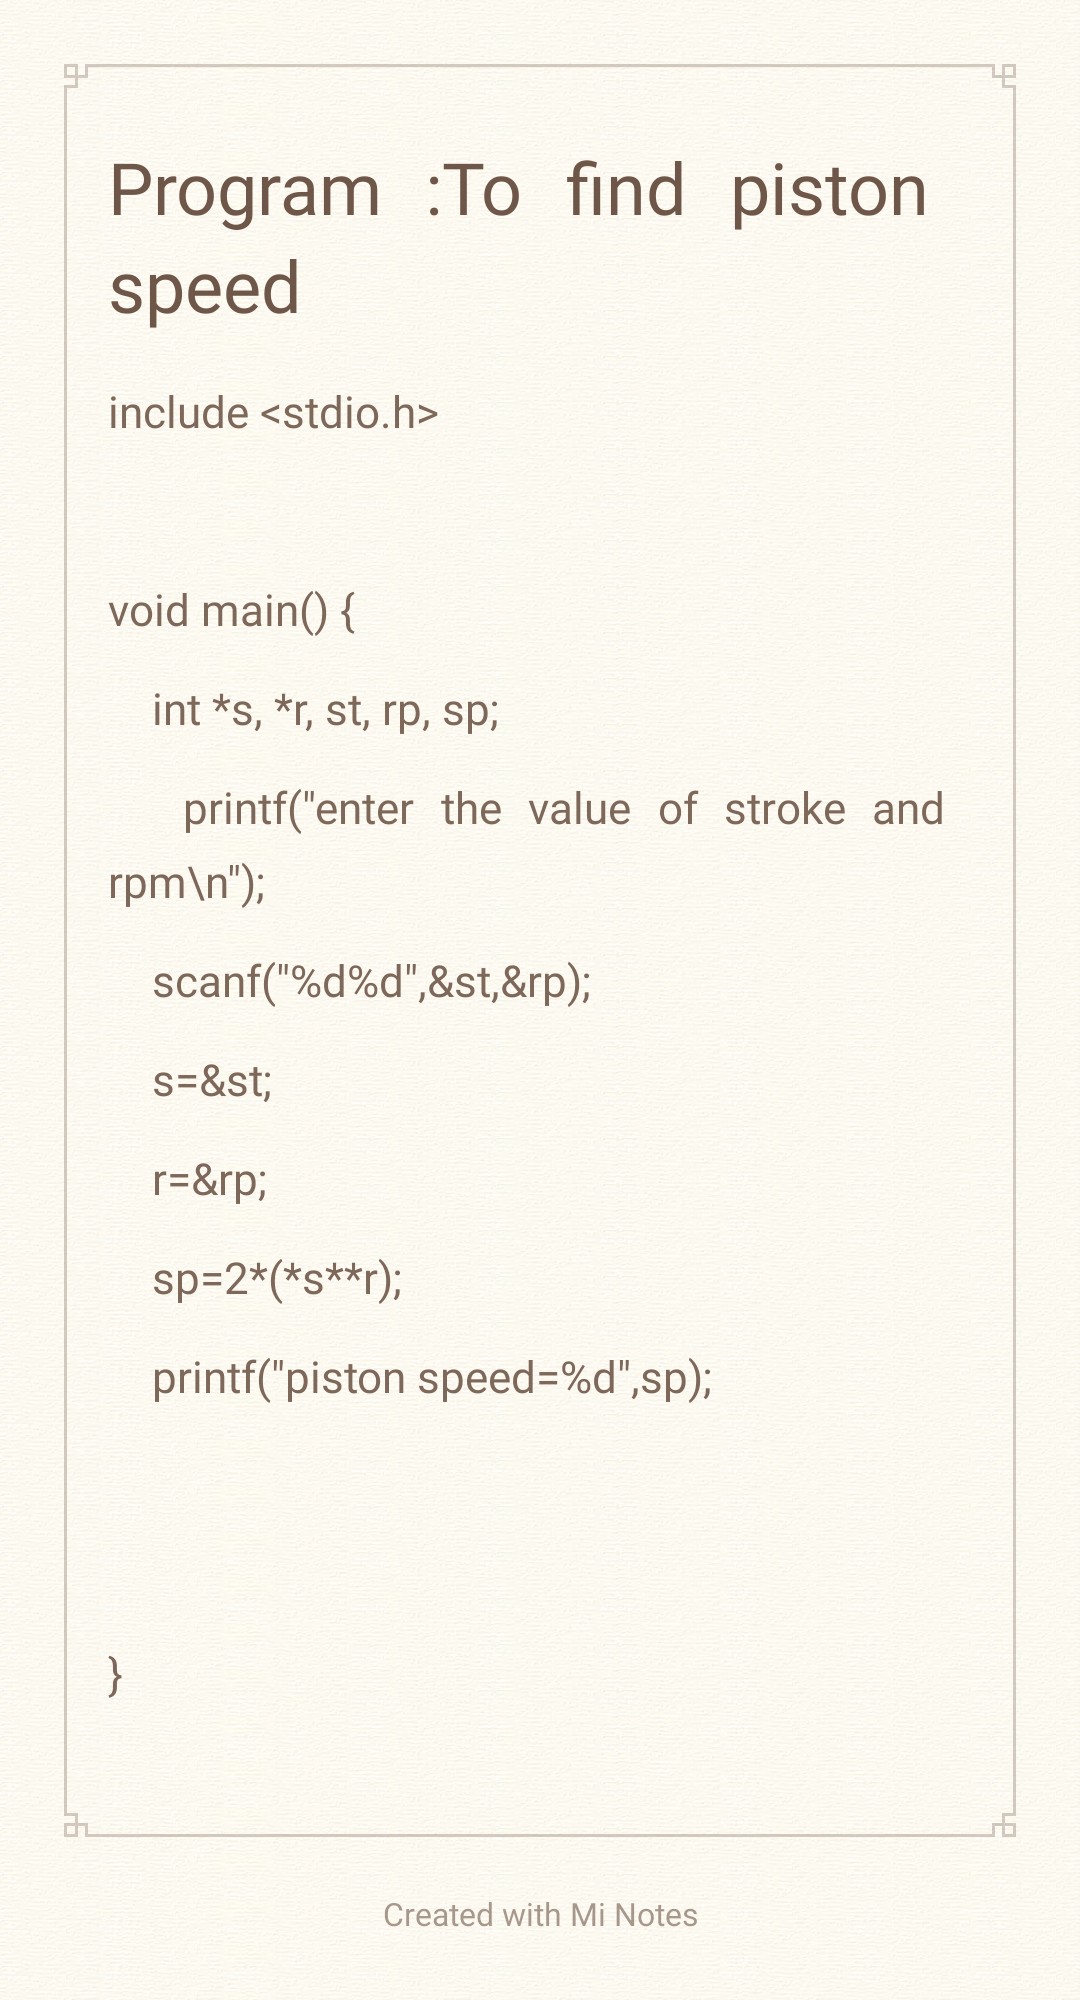 Program :To find piston
speed
include <stdio.h>
void main() {
int *s, *r, st, rp, sp;
printf("enter the value of stroke and
rpm\n");
scanf("%d%d",&st,&rp);
s=&st;
r=&rp;
sp=2*(*s**r);
printf("piston speed=%d",sp);
}
Created with Mi Notes